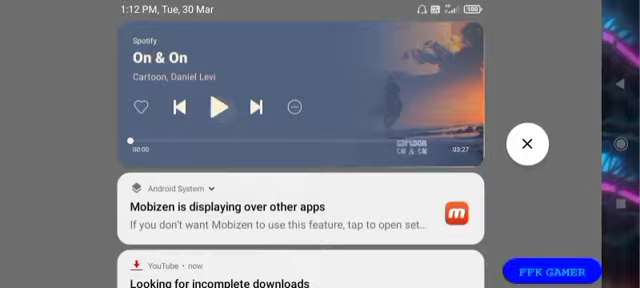 1:12 PM, Tue, 30 Mar
100
Spotify
On & On
Cartoon, Daniel Levi
00:00
03:27
Android System
Mobizen is displaying over other apps
If you don't want Mobizen to use this feature, tap to open set...
m
YouTube • now
Looking for incomplete downloads
FFK GAMER